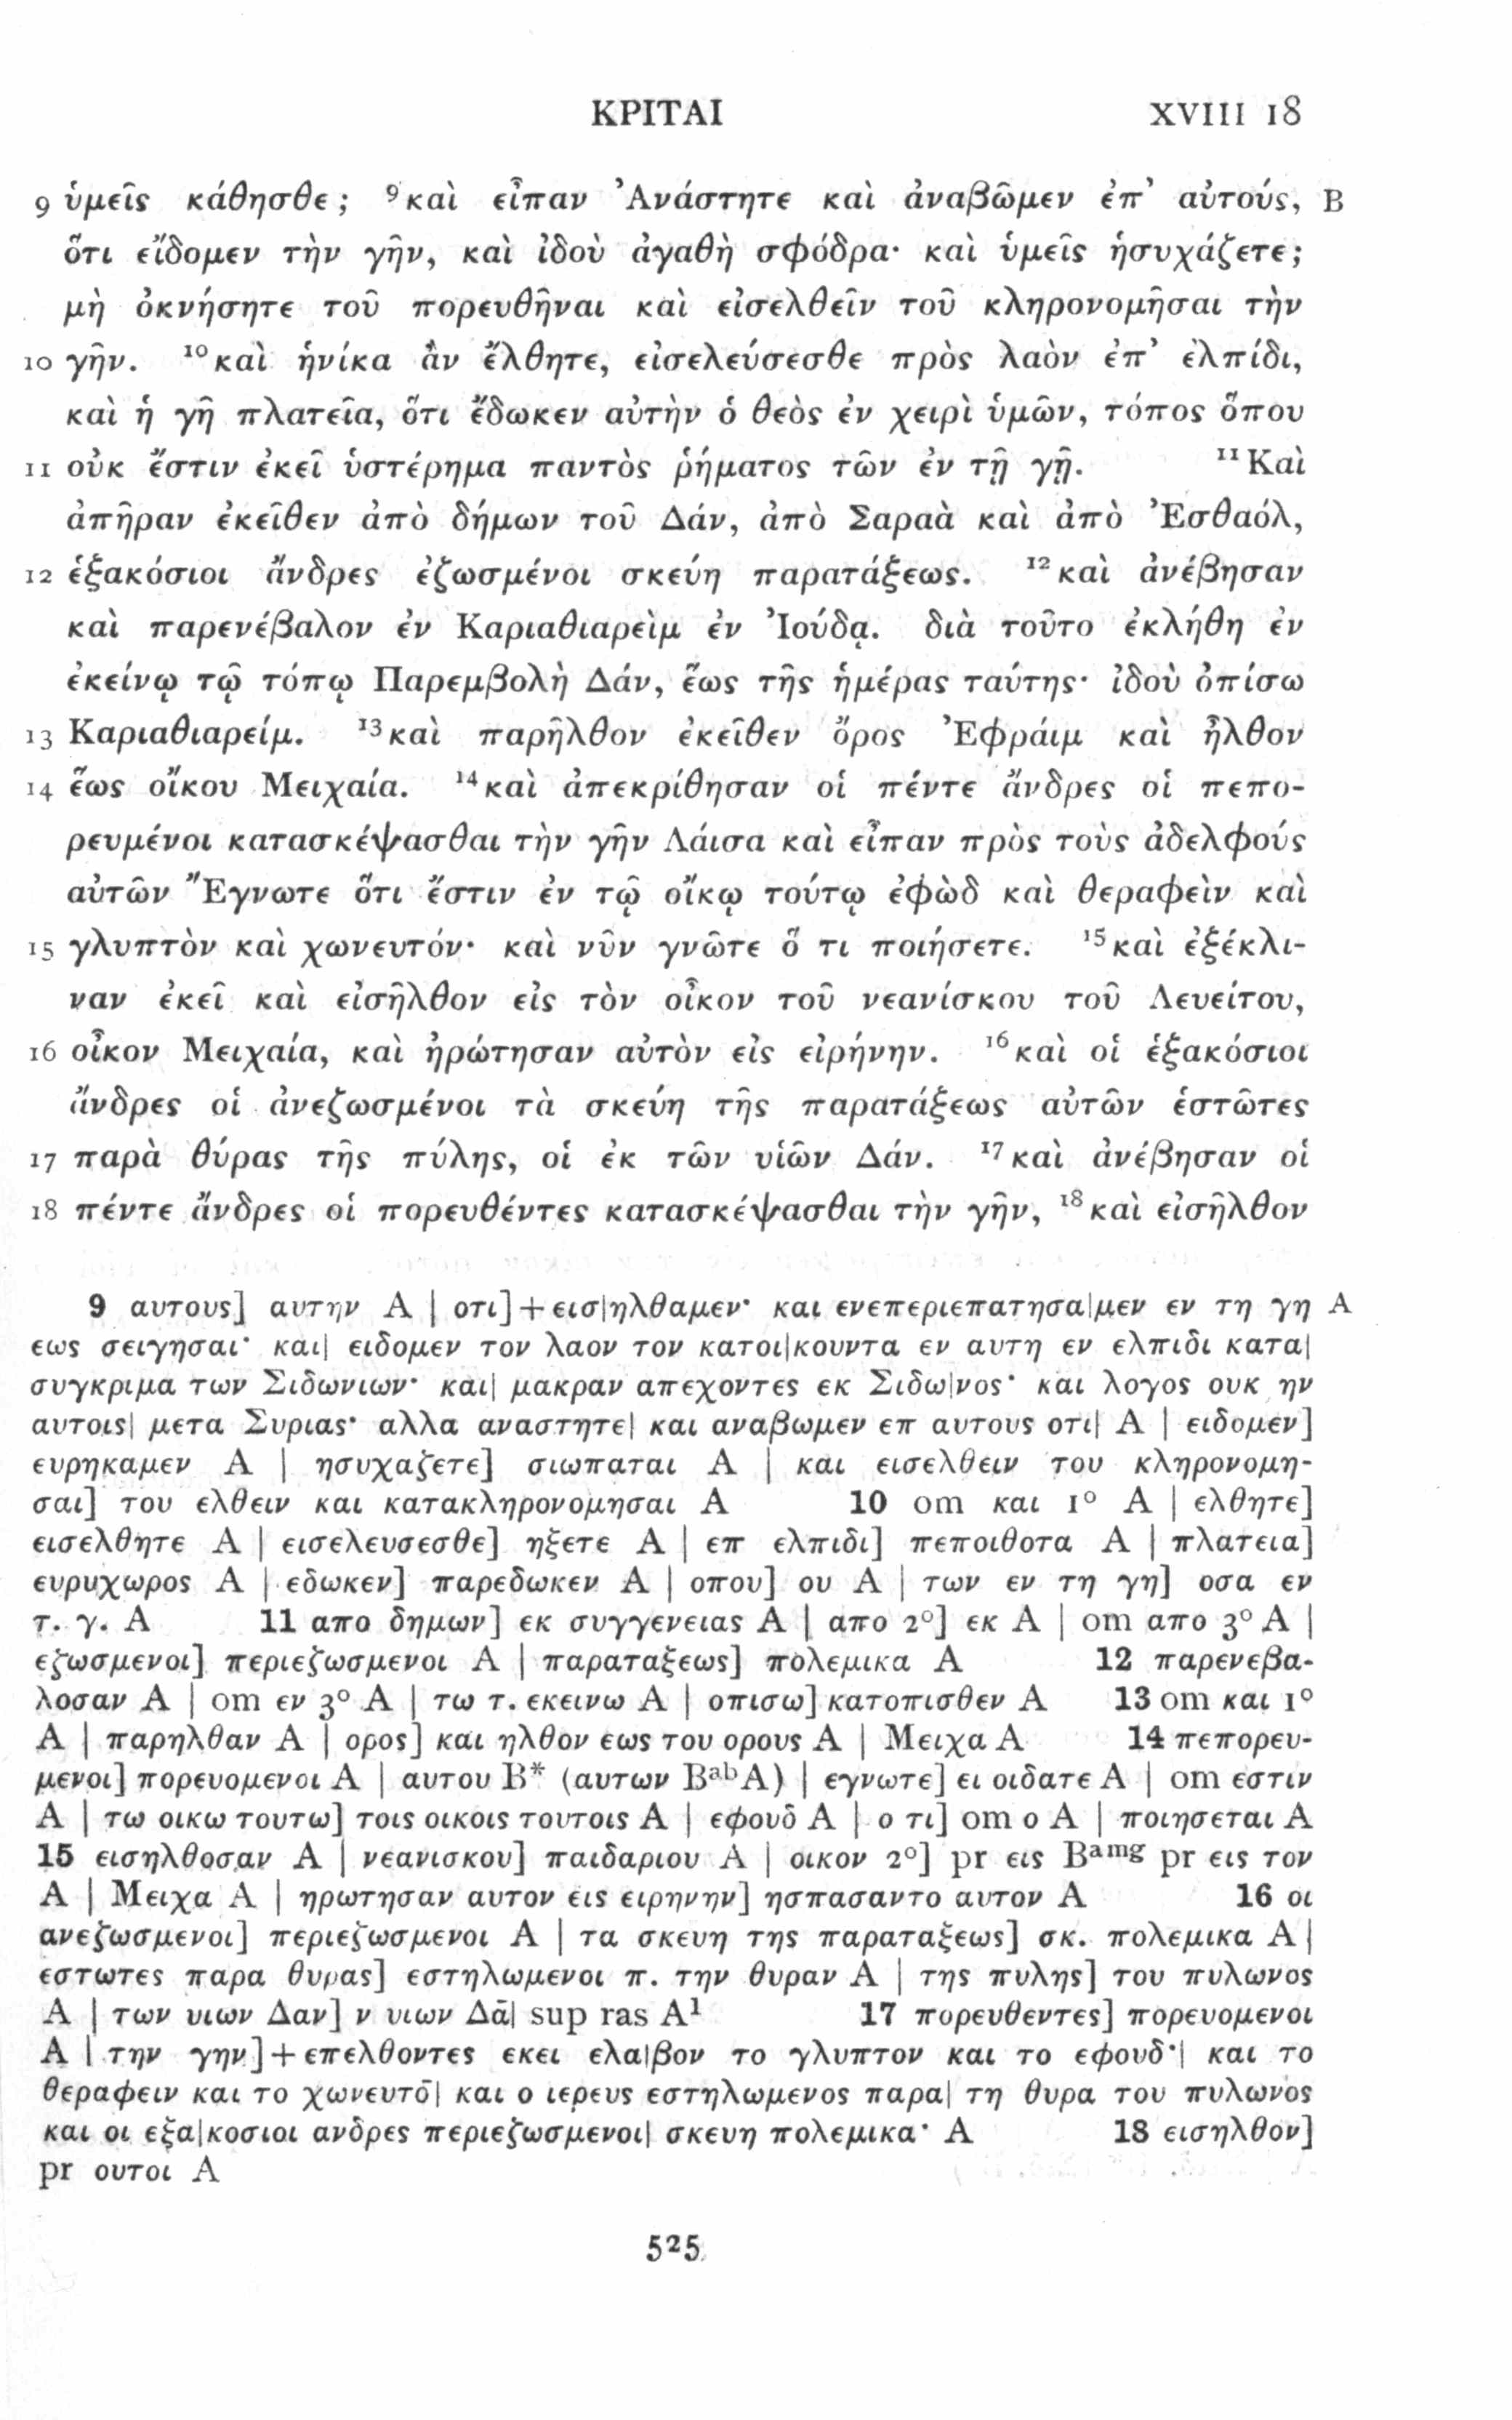 ΚΡΙΤΑΙ XVIII 18
9 ὑμεῖς κάθησθε; ⁹καὶ εἶπαν Ἀνάστητε καὶ ἀναβῶμεν ἐπ’ αὐτούς, B
ὅτι εἴδομεν τὴν γῆν, καὶ ἰδοὺ ἀγαθὴ σφόδρα· καὶ ὑμεῖς ἡσυχάζετε;
μὴ ὀκνήσητε τοῦ πορευθῆναι καὶ εἰσελθεῖν τοῦ κληρονομῆσαι τὴν
10 γῆν. ¹⁰καὶ ἡνίκα ἂν ἔλθητε, εἰσελεύσεσθε πρὸς λαὸν ἐπ’ ἐλπίδι,
καὶ ἡ γῆ πλατεῖα, ὅτι ἔδωκεν αὐτὴν ὁ θεὸς ἐν χειρὶ ὑμῶν, τόπος ὅπου
11 οὐκ ἔστιν ἐκεῖ ὑστέρημα παντὸς ῥήματος τῶν ἐν τῇ γῇ. ¹¹Καὶ
ἀπῆραν ἐκεῖθεν ἀπὸ δήμων τοῦ Δάν, ἀπὸ Σαραὰ καὶ ἀπὸ Ἐσθαόλ,
12 ἑξακόσιοι ἄνδρες ἐζωσμένοι σκεύη παρατάξεως. ¹²καὶ ἀνέβησαν
καὶ παρενέβαλον ἐν Καριαθιαρεὶμ ἐν Ἰούδᾳ. διὰ τοῦτο ἐκλήθη ἐν
ἐκείνῳ τῷ τόπῳ Παρεμβολὴ Δάν, ἕως τῆς ἡμέρας ταύτης· ἰδοὺ ὀπίσω
13 Καριαθιαρείμ. ¹³καὶ παρῆλθον ἐκεῖθεν ὄρος Ἐφράιμ καὶ ἦλθον
14 ἕως οἴκου Μειχαία. ¹⁴καὶ ἀπεκρίθησαν οἱ πέντε ἄνδρες οἱ πεπο-
ρευμένοι κατασκέψασθαι τὴν γῆν Λάισα καὶ εἶπαν πρὸς τοὺς ἀδελφοὺς
αὐτῶν Ἔγνωτε ὅτι ἔστιν ἐν τῷ οἴκῳ τούτῳ ἐφὼδ καὶ θεραφεὶν καὶ
15 γλυπτὸν καὶ χωνευτόν· καὶ νῦν γνῶτε ὅ τι ποιήσετε. ¹⁵καὶ ἐξέκλι-
ναν ἐκεῖ καὶ εἰσῆλθον εἰς τὸν οἶκον τοῦ νεανίσκου τοῦ Λευείτου,
16 οἶκον Μειχαία, καὶ ἠρώτησαν αὐτὸν εἰς εἰρήνην. ¹⁶καὶ οἱ ἑξακόσιοι
ἄνδρες οἱ ἀνεζωσμένοι τὰ σκεύη τῆς παρατάξεως αὐτῶν ἑστῶτες
17 παρὰ θύρας τῆς πύλης, οἱ ἐκ τῶν υἱῶν Δάν. ¹⁷καὶ ἀνέβησαν οἱ
18 πέντε ἄνδρες οἱ πορευθέντες κατασκέψασθαι τὴν γῆν, ¹⁸καὶ εἰσῆλθον
9 αυτους] αυτην A | οτι]+εισ|ηλθαμεν· και ενεπεριεπατησα|μεν εν τη γη A
εως σειγησαι· και| ειδομεν τον λαον τον κατοι|κουντα εν αυτη εν ελπιδι κατα|
συγκριμα των Σιδωνιων· και| μακραν απεχοντες εκ Σιδω|νος· και λογος ουκ ην
αυτοις| μετα Συριας· αλλα αναστητε| και αναβωμεν επ αυτους οτι| A | ειδομεν]
ευρηκαμεν A | ησυχαζετε] σιωπαται A | και εισελθειν του κληρονομη-
σαι] του ελθειν και κατακληρονομησαι A 10 om και 1° A | ελθητε]
εισελθητε A | εισελευσεσθε] ηξετε A | επ ελπιδι] πεποιθοτα A | πλατεια]
ευρυχωρος A | εδωκεν] παρεδωκεν A | οπου] ου A | των εν τη γη] οσα εν
τ. γ. A 11 απο δημων] εκ συγγενειας A | απο 2°] εκ A | om απο 3° A |
εζωσμενοι] περιεζωσμενοι A | παραταξεως] πολεμικα A 12 παρενεβα-
λοσαν A | om εν 3° A | τω τ. εκεινω A | οπισω] κατοπισθεν A 13 om και 1°
A | παρηλθαν A | ορος] και ηλθον εως του ορους A | Μειχα A 14 πεπορευ-
μενοι] πορευομενοι A | αυτου B* (αυτων BᵃᵇA) | εγνωτε] ει οιδατε A | om εστιν
A | τω οικω τουτω] τοις οικοις τουτοις A | εφουδ A | ο τι] om ο A | ποιησεται A
15 εισηλθοσαν A | νεανισκου] παιδαριου A | οικον 2°] pr εις Bᵃᵐᵍ pr εις τον
A | Μειχα A | ηρωτησαν αυτον εις ειρηνην] ησπασαντο αυτον A 16 οι
ανεζωσμενοι] περιεζωσμενοι A | τα σκευη της παραταξεως] σκ. πολεμικα A |
εστωτες παρα θυρας] εστηλωμενοι π. την θυραν A | της πυλης] του πυλωνος
A | των υιων Δαν] ν υιων Δᾱ| sup ras A¹ 17 πορευθεντες] πορευομενοι
A | την γην]+επελθοντες εκει ελα|βον το γλυπτον και το εφουδ·| και το
θεραφειν και το χωνευτο̄| και ο ιερευς εστηλωμενος παρα| τη θυρα του πυλωνος
και οι εξα|κοσιοι ανδρες περιεζωσμενοι| σκευη πολεμικα· A 18 εισηλθον]
pr ουτοι A
525